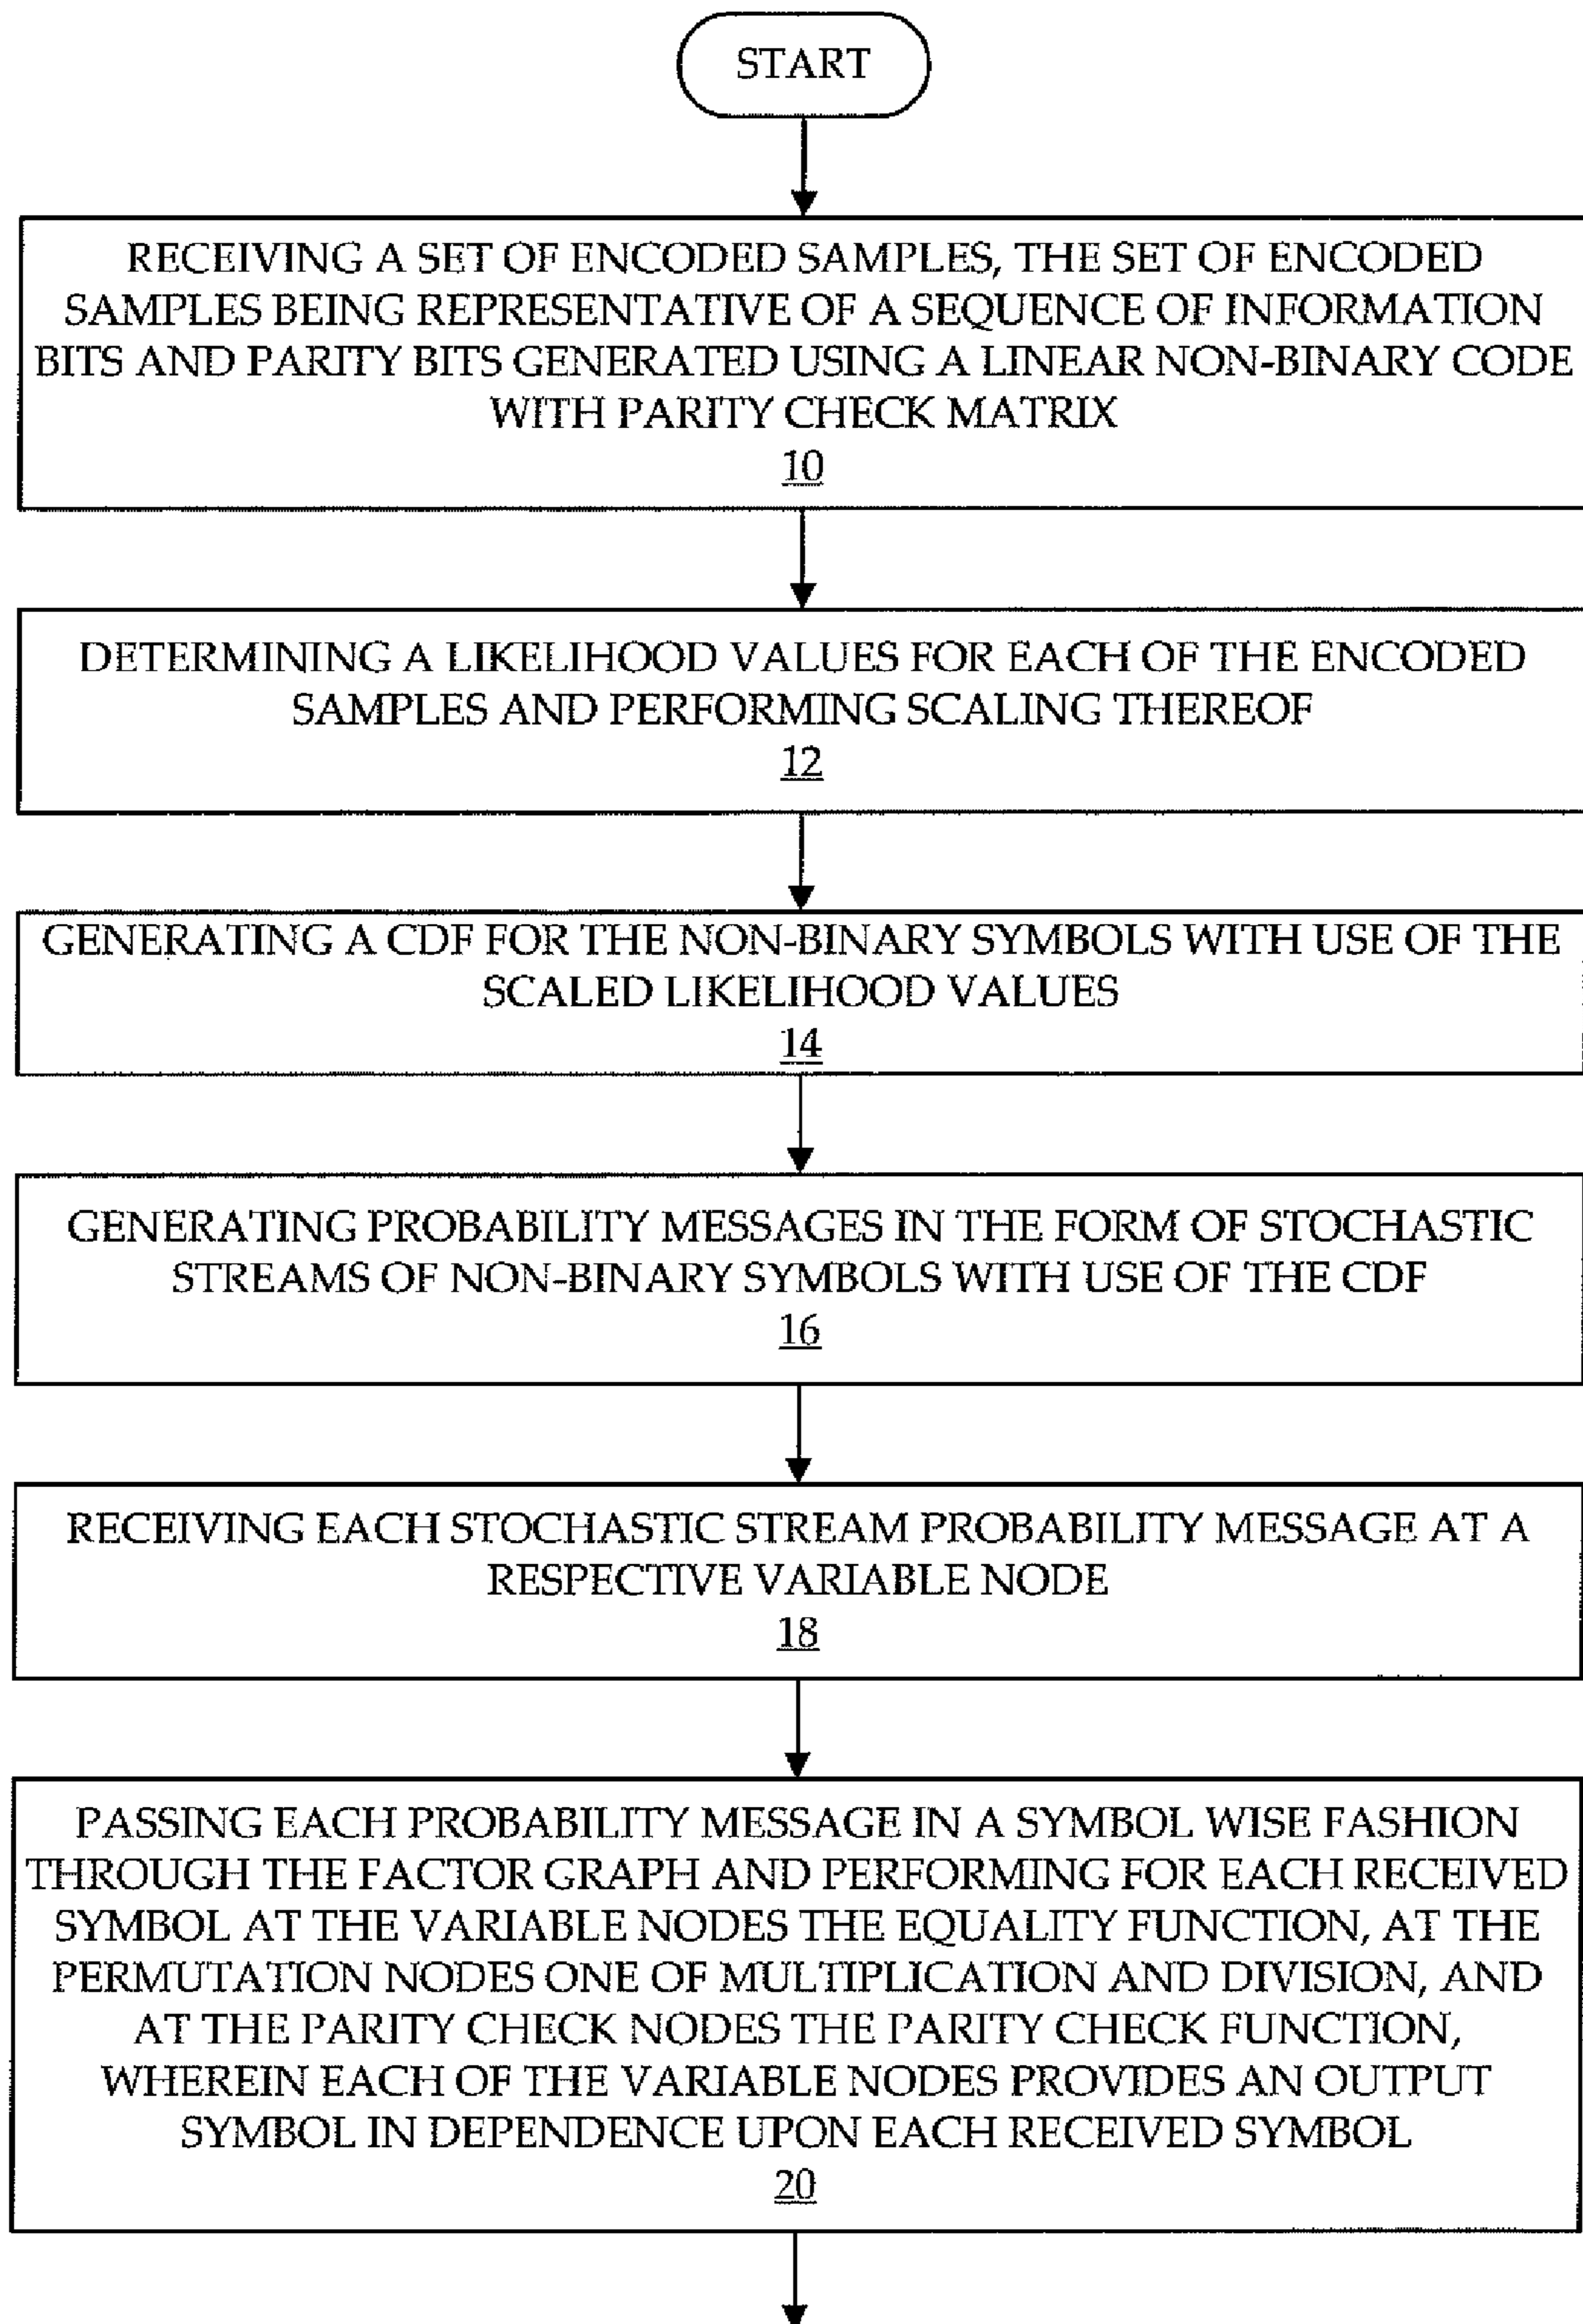 START
RECEIVING A SET OF ENCODED SAMPLES, THE SET OF ENCODED
SAMPLES BEING REPRESENTATIVE OF A SEQUENCE OF INFORMATION
BITS AND PARITY BITS GENERATED USING A LINEAR NON-BINARY CODE
WITH PARITY CHECK MATRIX
10
DETERMINING A LIKELIHOOD VALUES FOR EACH OF THE ENCODED
SAMPLES AND PERFORMING SCALING THEREOF
12
GENERATING A CDF FOR THE NON-BINARY SYMBOLS WITH USE OF THE
SCALED LIKELIHOOD VALUES
14
GENERATING PROBABILITY MESSAGES IN THE FORM OF STOCHASTIC
STREAMS OF NON-BINARY SYMBOLS WITH USE OF THE CDF
16
RECEIVING EACH STOCHASTIC STREAM PROBABILITY MESSAGE AT A
RESPECTIVE VARIABLE NODE
18
PASSING EACH PROBABILITY MESSAGE IN A SYMBOL WISE FASHION
THROUGH THE FACTOR GRAPH AND PERFORMING FOR EACH RECEIVED
SYMBOL AT THE VARIABLE NODES THE EQUALITY FUNCTION, AT THE
PERMUTATION NODES ONE OF MULTIPLICATION AND DIVISION, AND
AT THE PARITY CHECK NODES THE PARITY CHECK FUNCTION,
WHEREIN EACH OF THE VARIABLE NODES PROVIDES AN OUTPUT
SYMBOL IN DEPENDENCE UPON EACH RECEIVED SYMBOL
20